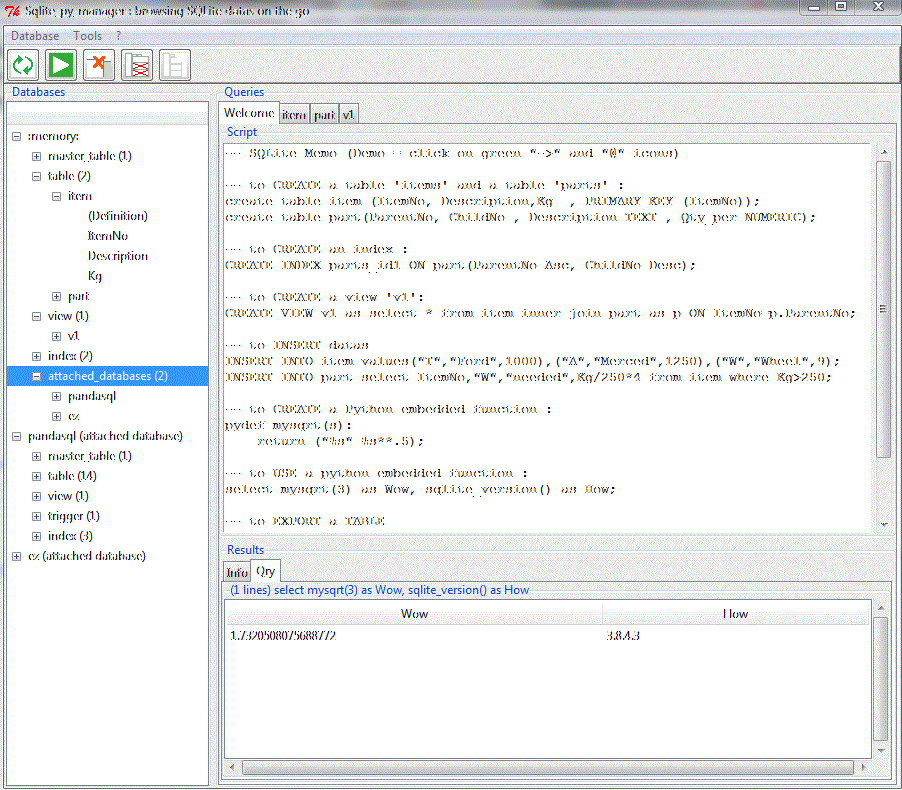 Sqlite_py_manager : browsing SQLite datas on the go
Database Tools ?
Databases
:memory:
master_table (1)
table (2)
item
(Definition)
ItemNo
Description
Kg
part
view (1)
v1
index (2)
attached_databases (2)
pandasql
cz
pandasql (attached database)
master_table (1)
table (14)
view (1)
trigger (1)
index (3)
cz (attached database)
Queries
Welcome item part v1
Script
-- SQLite Memo (Demo = click on green "->" and "@" icons)
-- to CREATE a table 'items' and a table 'parts' :
create table item (ItemNo, Description,Kg , PRIMARY KEY (ItemNo));
create table part(ParentNo, ChildNo , Description TEXT , Qty_per NUMERIC);
-- to CREATE an index :
CREATE INDEX parts_id1 ON part(ParentNo Asc, ChildNo Desc);
-- to CREATE a view 'v1':
CREATE VIEW v1 as select * from item inner join part as p ON ItemNo=p.ParentNo;
-- to INSERT datas
INSERT INTO item values("T","Ford",1000),("A","Merced",1250),("W","Wheel",9);
INSERT INTO part select ItemNo,"W","needed",Kg/250*4 from item where Kg>250;
-- to CREATE a Python embedded function :
pydef mysqrt(s):
return ("%s" %s**.5);
-- to USE a python embedded function :
select mysqrt(3) as Wow, sqlite_version() as How;
-- to EXPORT a TABLE
Results
Info Qry
(1 lines) select mysqrt(3) as Wow, sqlite_version() as How
Wow How
1.7320508075688772 3.8.4.3